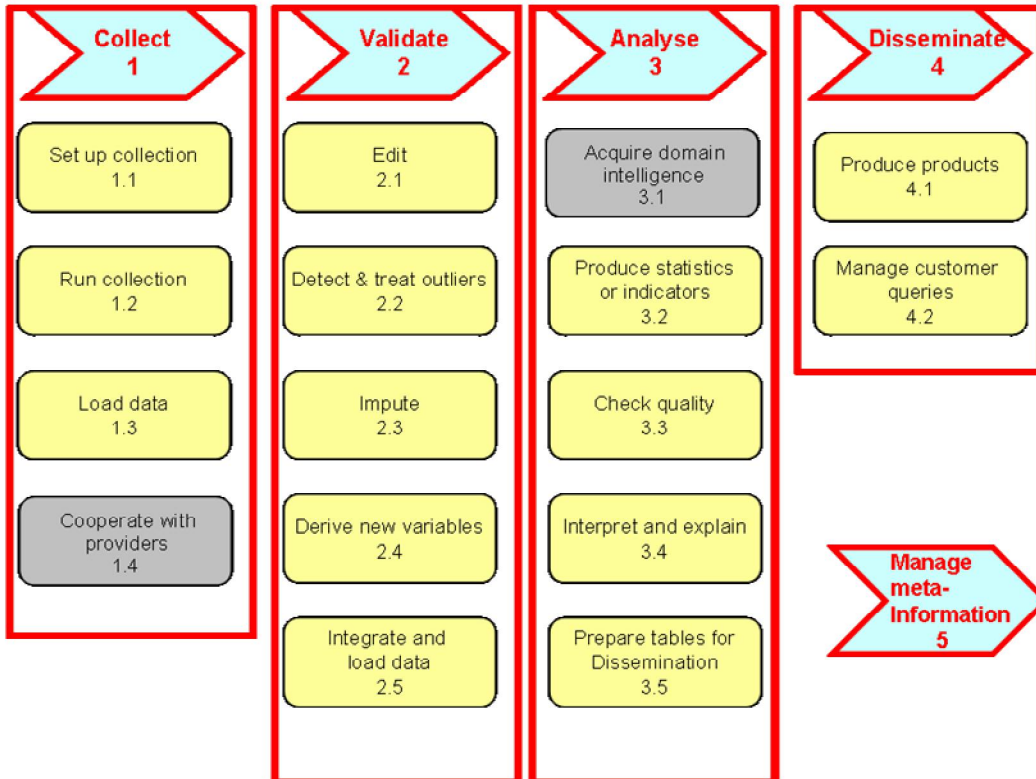 Collect
1
Set up collection
1.1
Run collection
1.2
Load data
1.3
Cooperate with
providers
1.4
Validate
2
Edit
2.1
Detect & treat outliers
2.2
Impute
2.3
Derive new variables
2.4
Integrate and
load data
2.5
Analyse
3
Acquire domain
intelligence
3.1
Produce statistics
or indicators
3.2
Check quality
3.3
Interpret and explain
3.4
Prepare tables for
Dissemination
3.5
Disseminate
4
Produce products
4.1
Manage customer
queries
4.2
Manage
meta-
Information
5